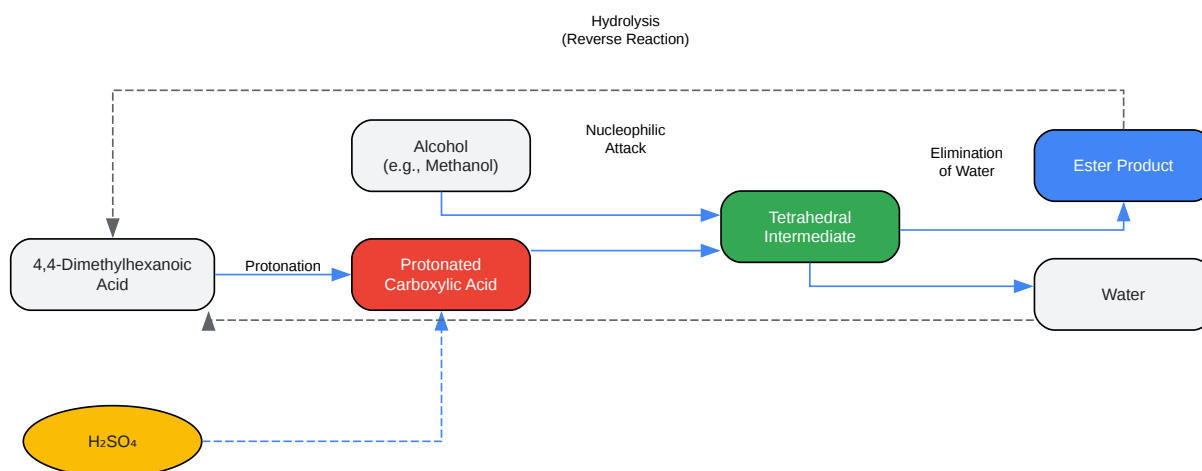 Hydrolysis
(Reverse Reaction)
Alcohol
(e.g., Methanol)
Nucleophilic
Attack
Elimination
of Water
Ester Product
Tetrahedral
Intermediate
4,4-Dimethylhexanoic
Acid
Protonation
Protonated
Carboxylic Acid
Water
H₂SO₄